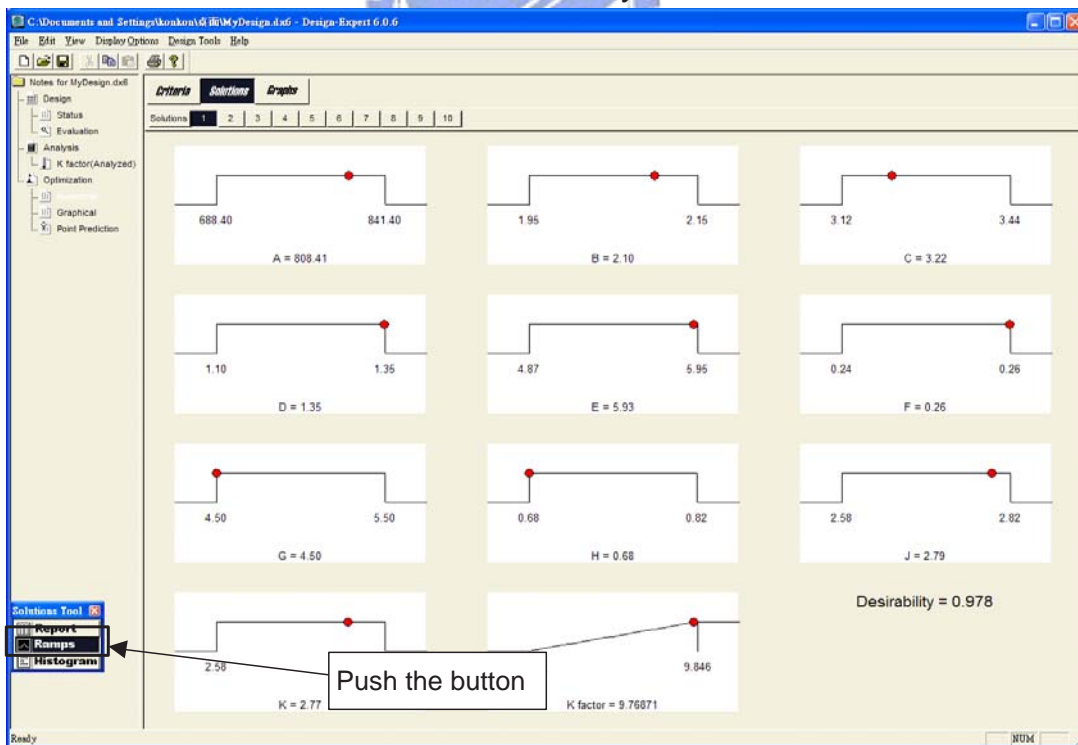 C:\Documents and Settings\konkon\桌面\MyDesign.dx6 - Design-Expert 6.0.6
File Edit View Display Options Design Tools Help
Notes for MyDesign.dx6
Design
Status
Evaluation
Analysis
K factor(Analyzed)
Optimization
Graphical
Point Prediction
Criteria Solutions Graphs
Solutions 1 2 3 4 5 6 7 8 9 10
688.40 841.40
A = 808.41
1.95 2.15
B = 2.10
3.12 3.44
C = 3.22
1.10 1.35
D = 1.35
4.87 5.95
E = 5.93
0.24 0.26
F = 0.26
4.50 5.50
G = 4.50
0.68 0.82
H = 0.68
2.58 2.82
J = 2.79
2.58
K = 2.77
9.846
K factor = 9.76871
Desirability = 0.978
Solutions Tool
Report
Ramps
Histogram
Push the button
Ready
NUM